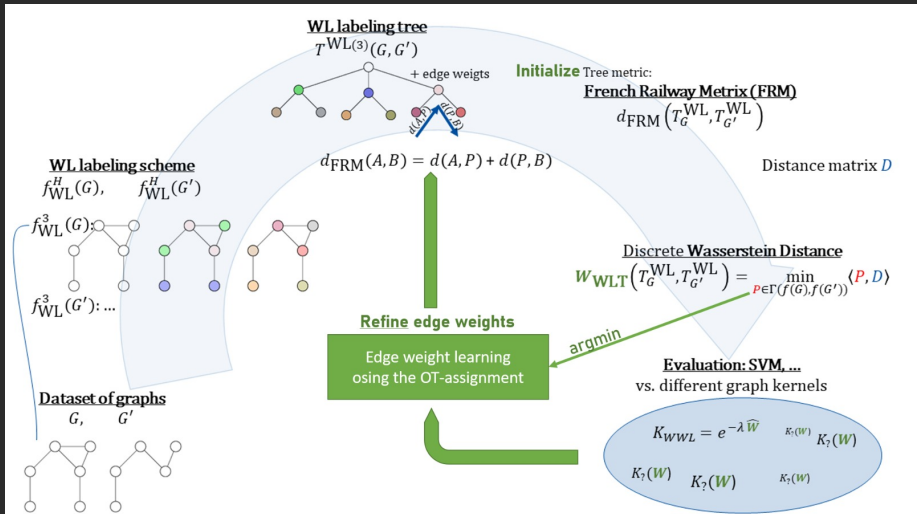 WL labeling tree
T^WL(3)(G, G′)
+ edge weigts
Initialize Tree metric:
French Railway Metrix (FRM)
d_FRM(T_G^WL, T_G′^WL)
d(A,P)
d(P,B)
d_FRM(A, B) = d(A, P) + d(P, B)
Distance matrix D
WL labeling scheme
f_WL^H(G), f_WL^H(G′)
f_WL^3(G):
f_WL^3(G′): ...
Discrete Wasserstein Distance
W_WLT(T_G^WL, T_G′^WL) = min_P∈Γ(f(G),f(G′)) ⟨P, D⟩
Refine edge weights
argmin
Edge weight learning
osing the OT-assignment
Evaluation: SVM, ...
vs. different graph kernels
Dataset of graphs
G, G′
K_WWL = e^−λŴ
K_?(W)
K_?(W)
K_?(W)
K_?(W)
K_?(W)